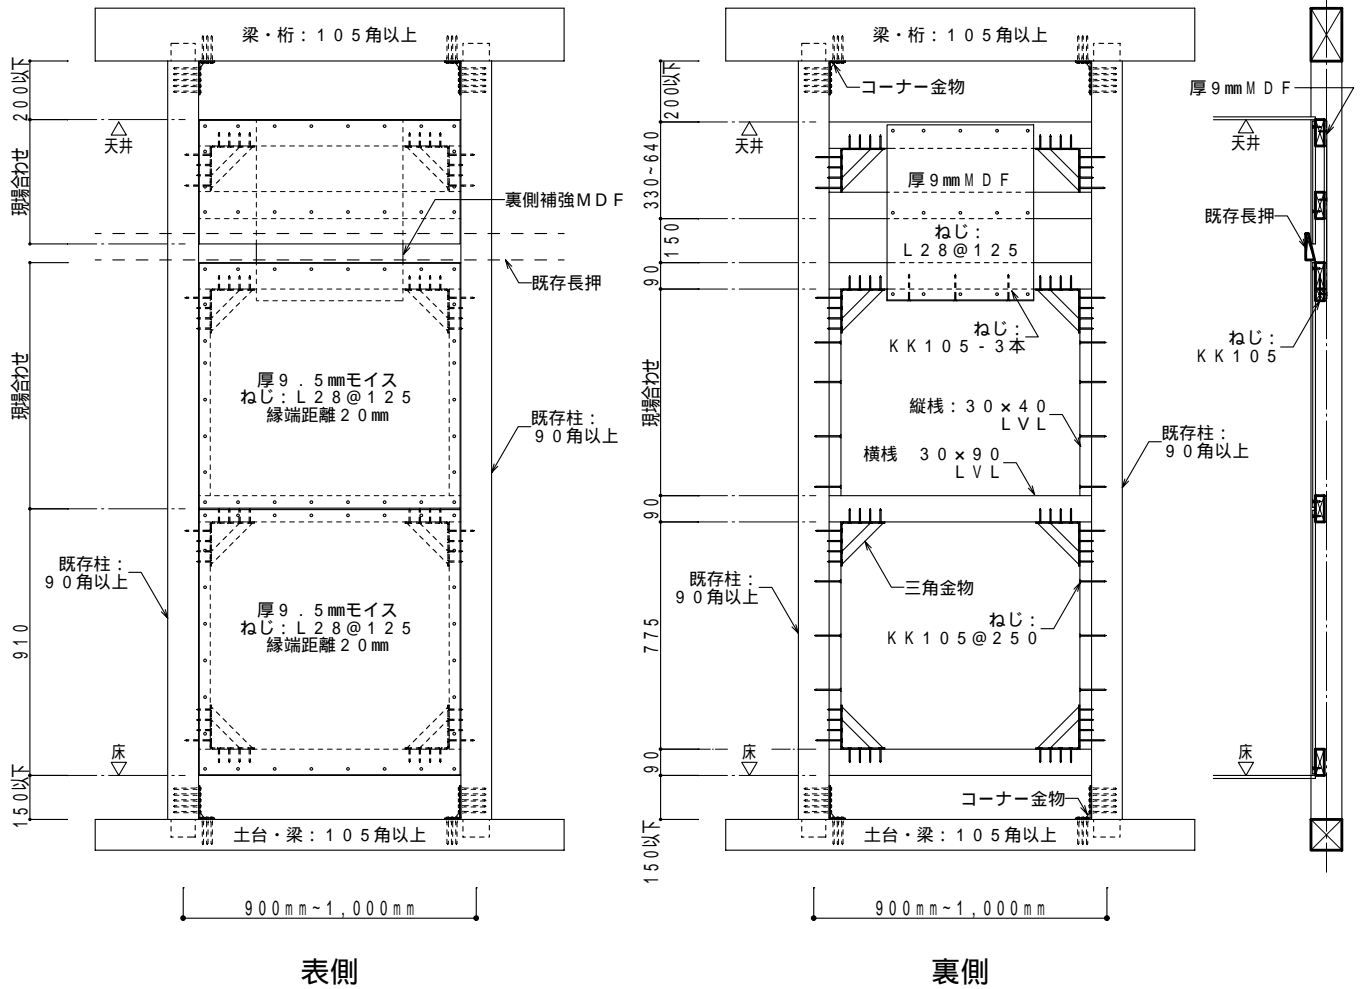 梁・桁：１０５角以上
200以下
天井
現場合わせ
裏側補強ＭＤＦ
既存長押
現場合わせ
厚９．５㎜モイス
ねじ：Ｌ２８＠１２５
縁端距離２０㎜
既存柱：
９０角以上
既存柱：
９０角以上
厚９．５㎜モイス
ねじ：Ｌ２８＠１２５
縁端距離２０㎜
910
床
150以下
土台・梁：１０５角以上
900mm~1,000mm
表側
梁・桁：１０５角以上
コーナー金物
200以下
天井
330~640
厚９㎜ＭＤＦ
ねじ：
Ｌ２８＠１２５
150
90
ねじ：
ＫＫ１０５－３本
縦桟：３０×４０
ＬＶＬ
横桟　３０×９０
ＬＶＬ
既存柱：
９０角以上
90
既存柱：
９０角以上
三角金物
ねじ：
ＫＫ１０５＠２５０
775
床
90
コーナー金物
土台・梁：１０５角以上
150以下
900mm~1,000mm
裏側
厚９㎜ＭＤＦ
天井
既存長押
ねじ：
ＫＫ１０５
床